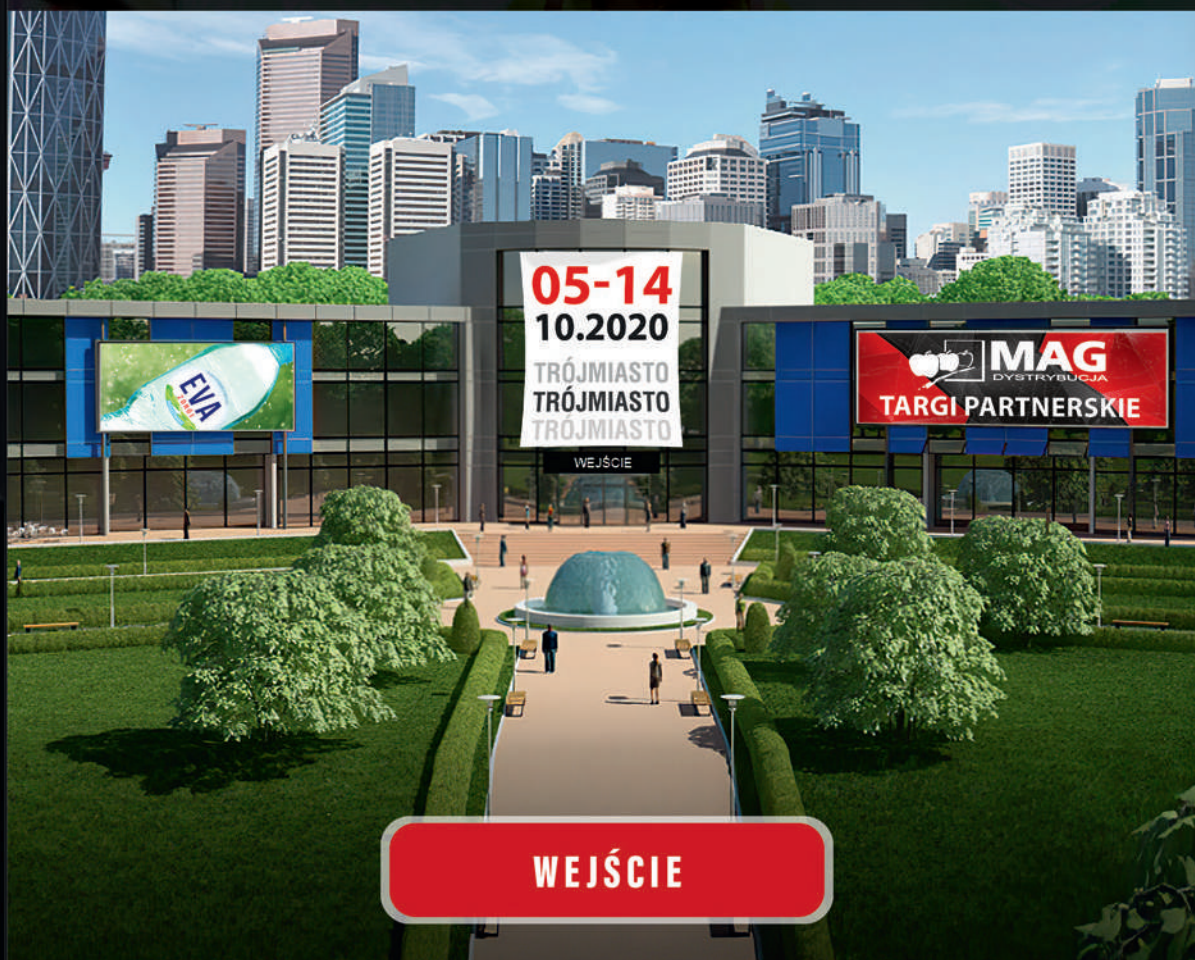 05-14
10.2020
TRÓJMIASTO
TRÓJMIASTO
TRÓJMIASTO
WEJŚCIE
EVA
ZDRÓJ
MAG
DYSTRYBUCJA
TARGI PARTNERSKIE
WEJŚCIE